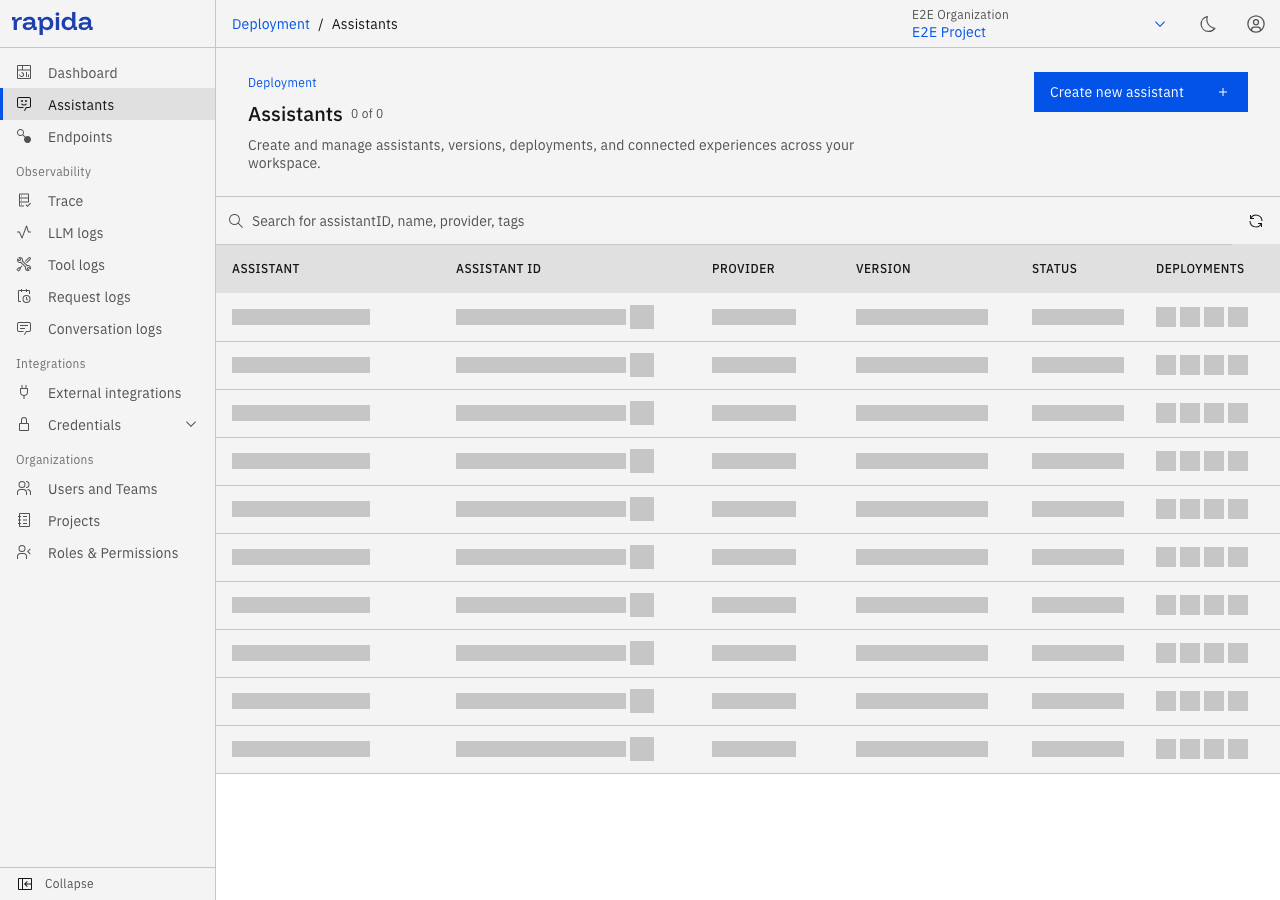 rapida
Deployment / Assistants
E2E Organization
E2E Project
Dashboard
Assistants
Endpoints
Observability
Trace
LLM logs
Tool logs
Request logs
Conversation logs
Integrations
External integrations
Credentials
Organizations
Users and Teams
Projects
Roles & Permissions
Collapse
Deployment
Assistants 0 of 0
Create and manage assistants, versions, deployments, and connected experiences across your
workspace.
Create new assistant +
Search for assistantID, name, provider, tags
ASSISTANT ASSISTANT ID PROVIDER VERSION STATUS DEPLOYMENTS